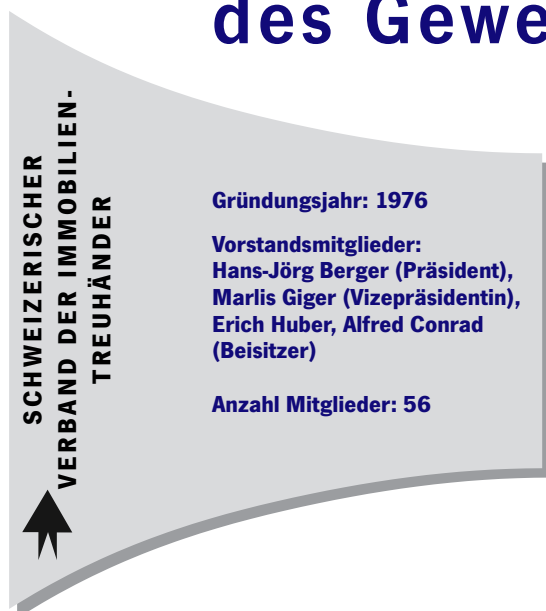 des Gewe
SCHWEIZERISCHER
VERBAND DER IMMOBILIEN-
TREUHÄNDER
Gründungsjahr: 1976
Vorstandsmitglieder:
Hans-Jörg Berger (Präsident),
Marlis Giger (Vizepräsidentin),
Erich Huber, Alfred Conrad
(Beisitzer)
Anzahl Mitglieder: 56